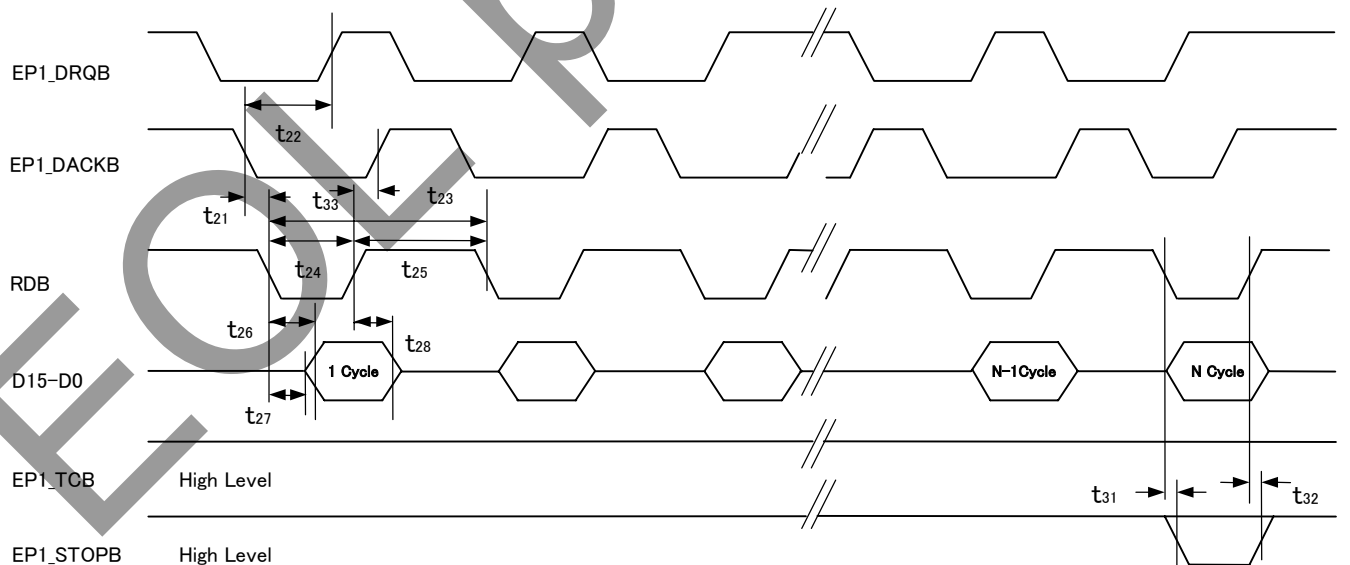 EP1_DRQB
t22
EP1_DACKB
t21
t33
t23
t24
t25
RDB
t26
t28
1 Cycle
N-1Cycle
N Cycle
D15-D0
t27
EP1_TCB High Level
t31
t32
EP1_STOPB High Level
EOL p